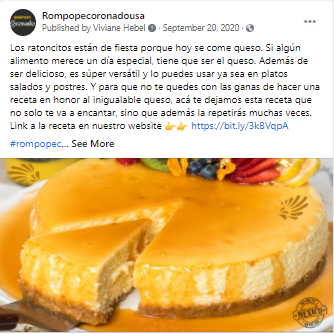 Rompopecoronadousa
Published by Viviane Hebel · September 20, 2020 ·
Los ratoncitos están de fiesta porque hoy se come queso. Si algún
alimento merece un día especial, tiene que ser el queso. Además de
ser delicioso, es súper versátil y lo puedes usar ya sea en platos
salados y postres. Y para que no te quedes con las ganas de hacer una
receta en honor al inigualable queso, acá te dejamos esta receta que
no solo te va a encantar, sino que además la repetirás muchas veces.
Link a la receta en nuestro website 👉👉 https://bit.ly/3kBVqpA
#rompopec... See More
MÉXICO